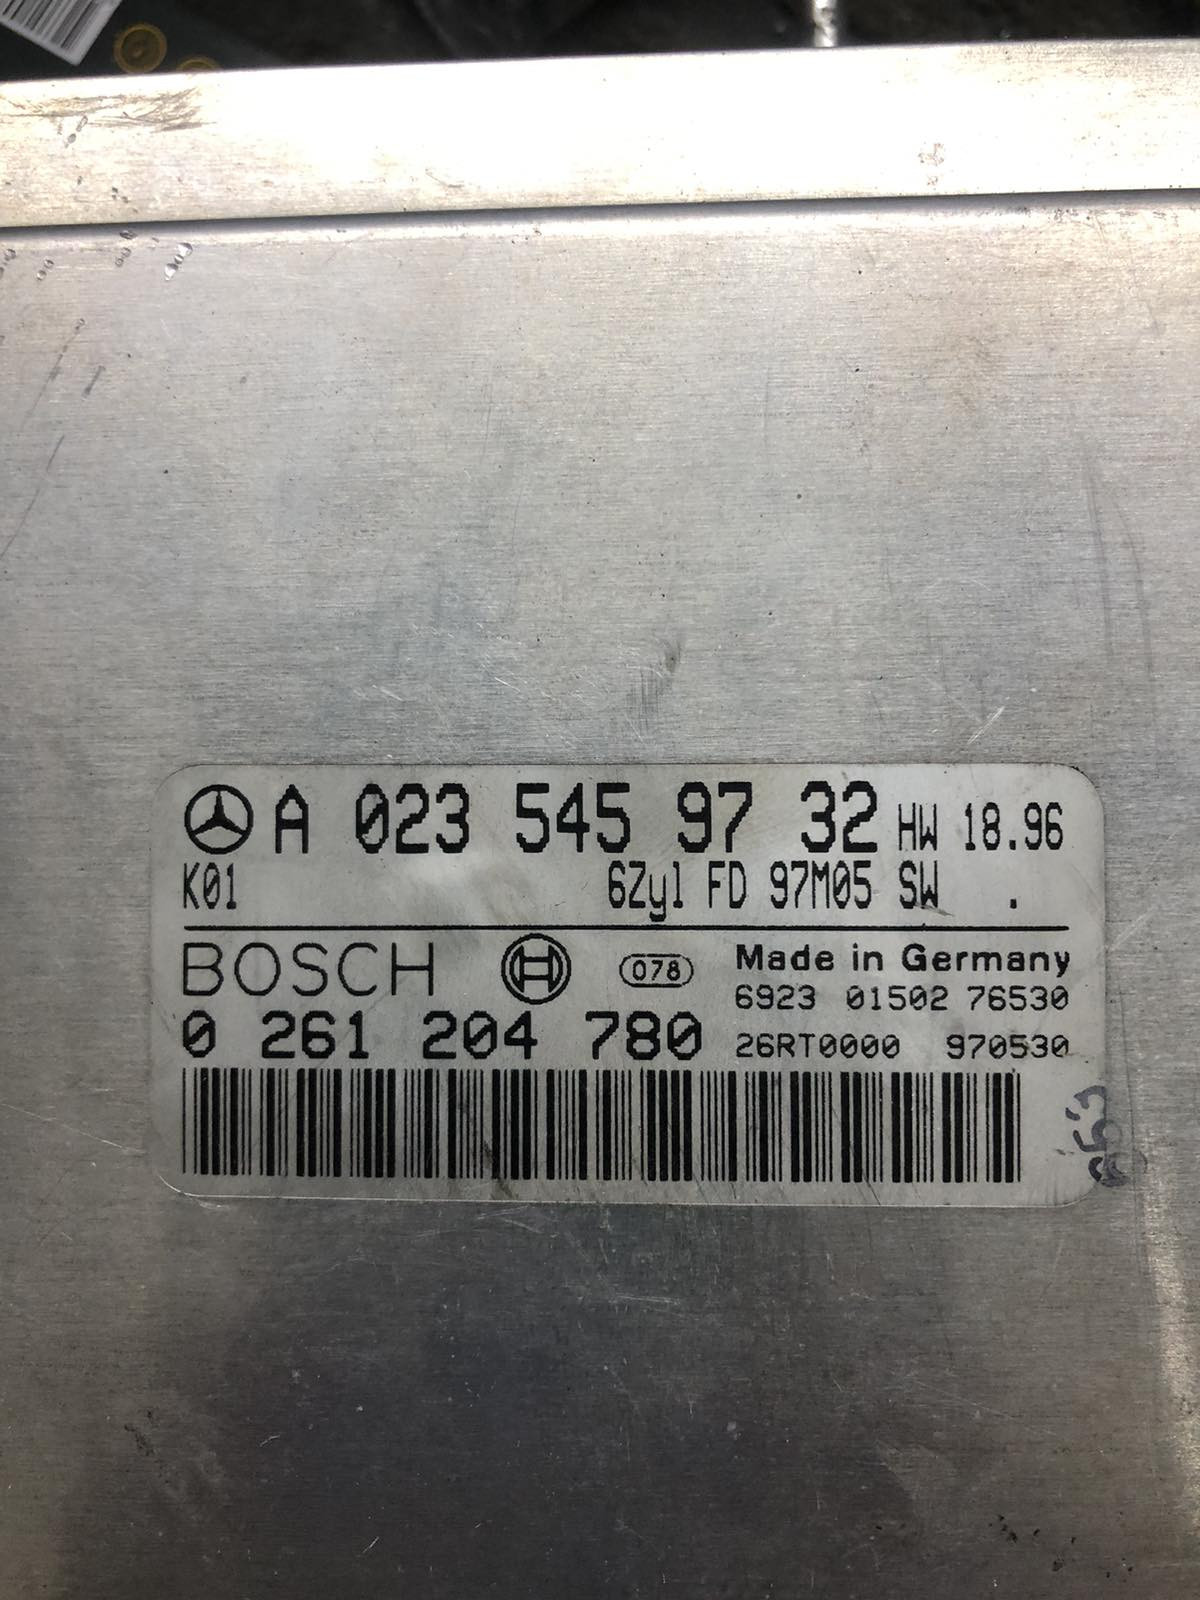 A 023 545 97 32 HW 18.96
K01 6Zyl FD 97M05 SW .
BOSCH 078 Made in Germany
6923 01502 76530
0 261 204 780 26RT0000 970530